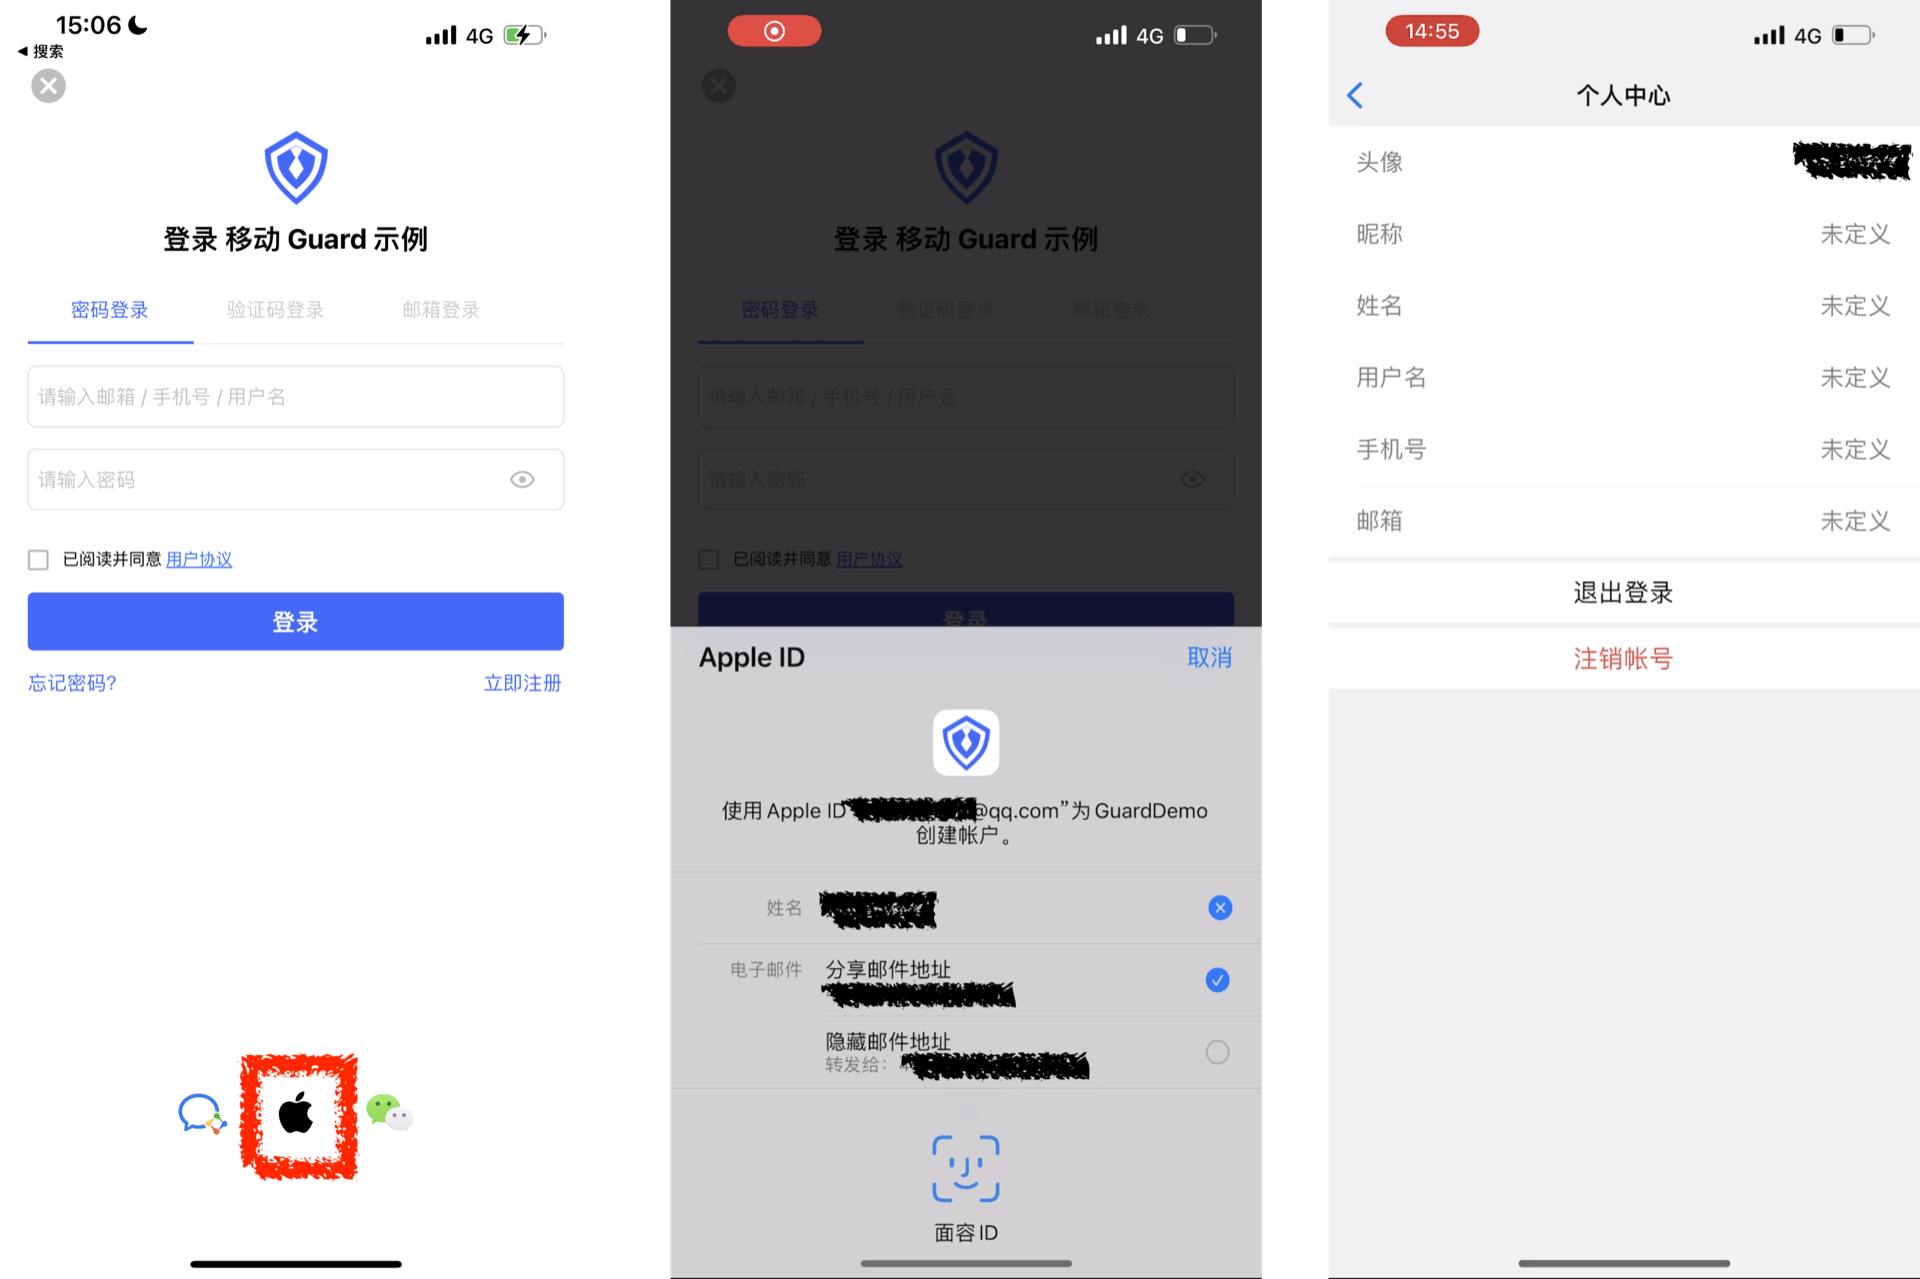 15:06
4G
搜索
登录 移动 Guard 示例
密码登录
验证码登录
邮箱登录
请输入邮箱 / 手机号 / 用户名
请输入密码
已阅读并同意 用户协议
登录
忘记密码?
立即注册
4G
登录 移动 Guard 示例
密码登录
验证码登录
邮箱登录
请输入邮箱 / 手机号 / 用户名
请输入密码
已阅读并同意 用户协议
登录
Apple ID
取消
使用 Apple ID @qq.com”为 GuardDemo
创建帐户。
姓名
电子邮件
分享邮件地址
隐藏邮件地址
转发给：
面容 ID
14:55
4G
个人中心
头像
昵称
未定义
姓名
未定义
用户名
未定义
手机号
未定义
邮箱
未定义
退出登录
注销帐号